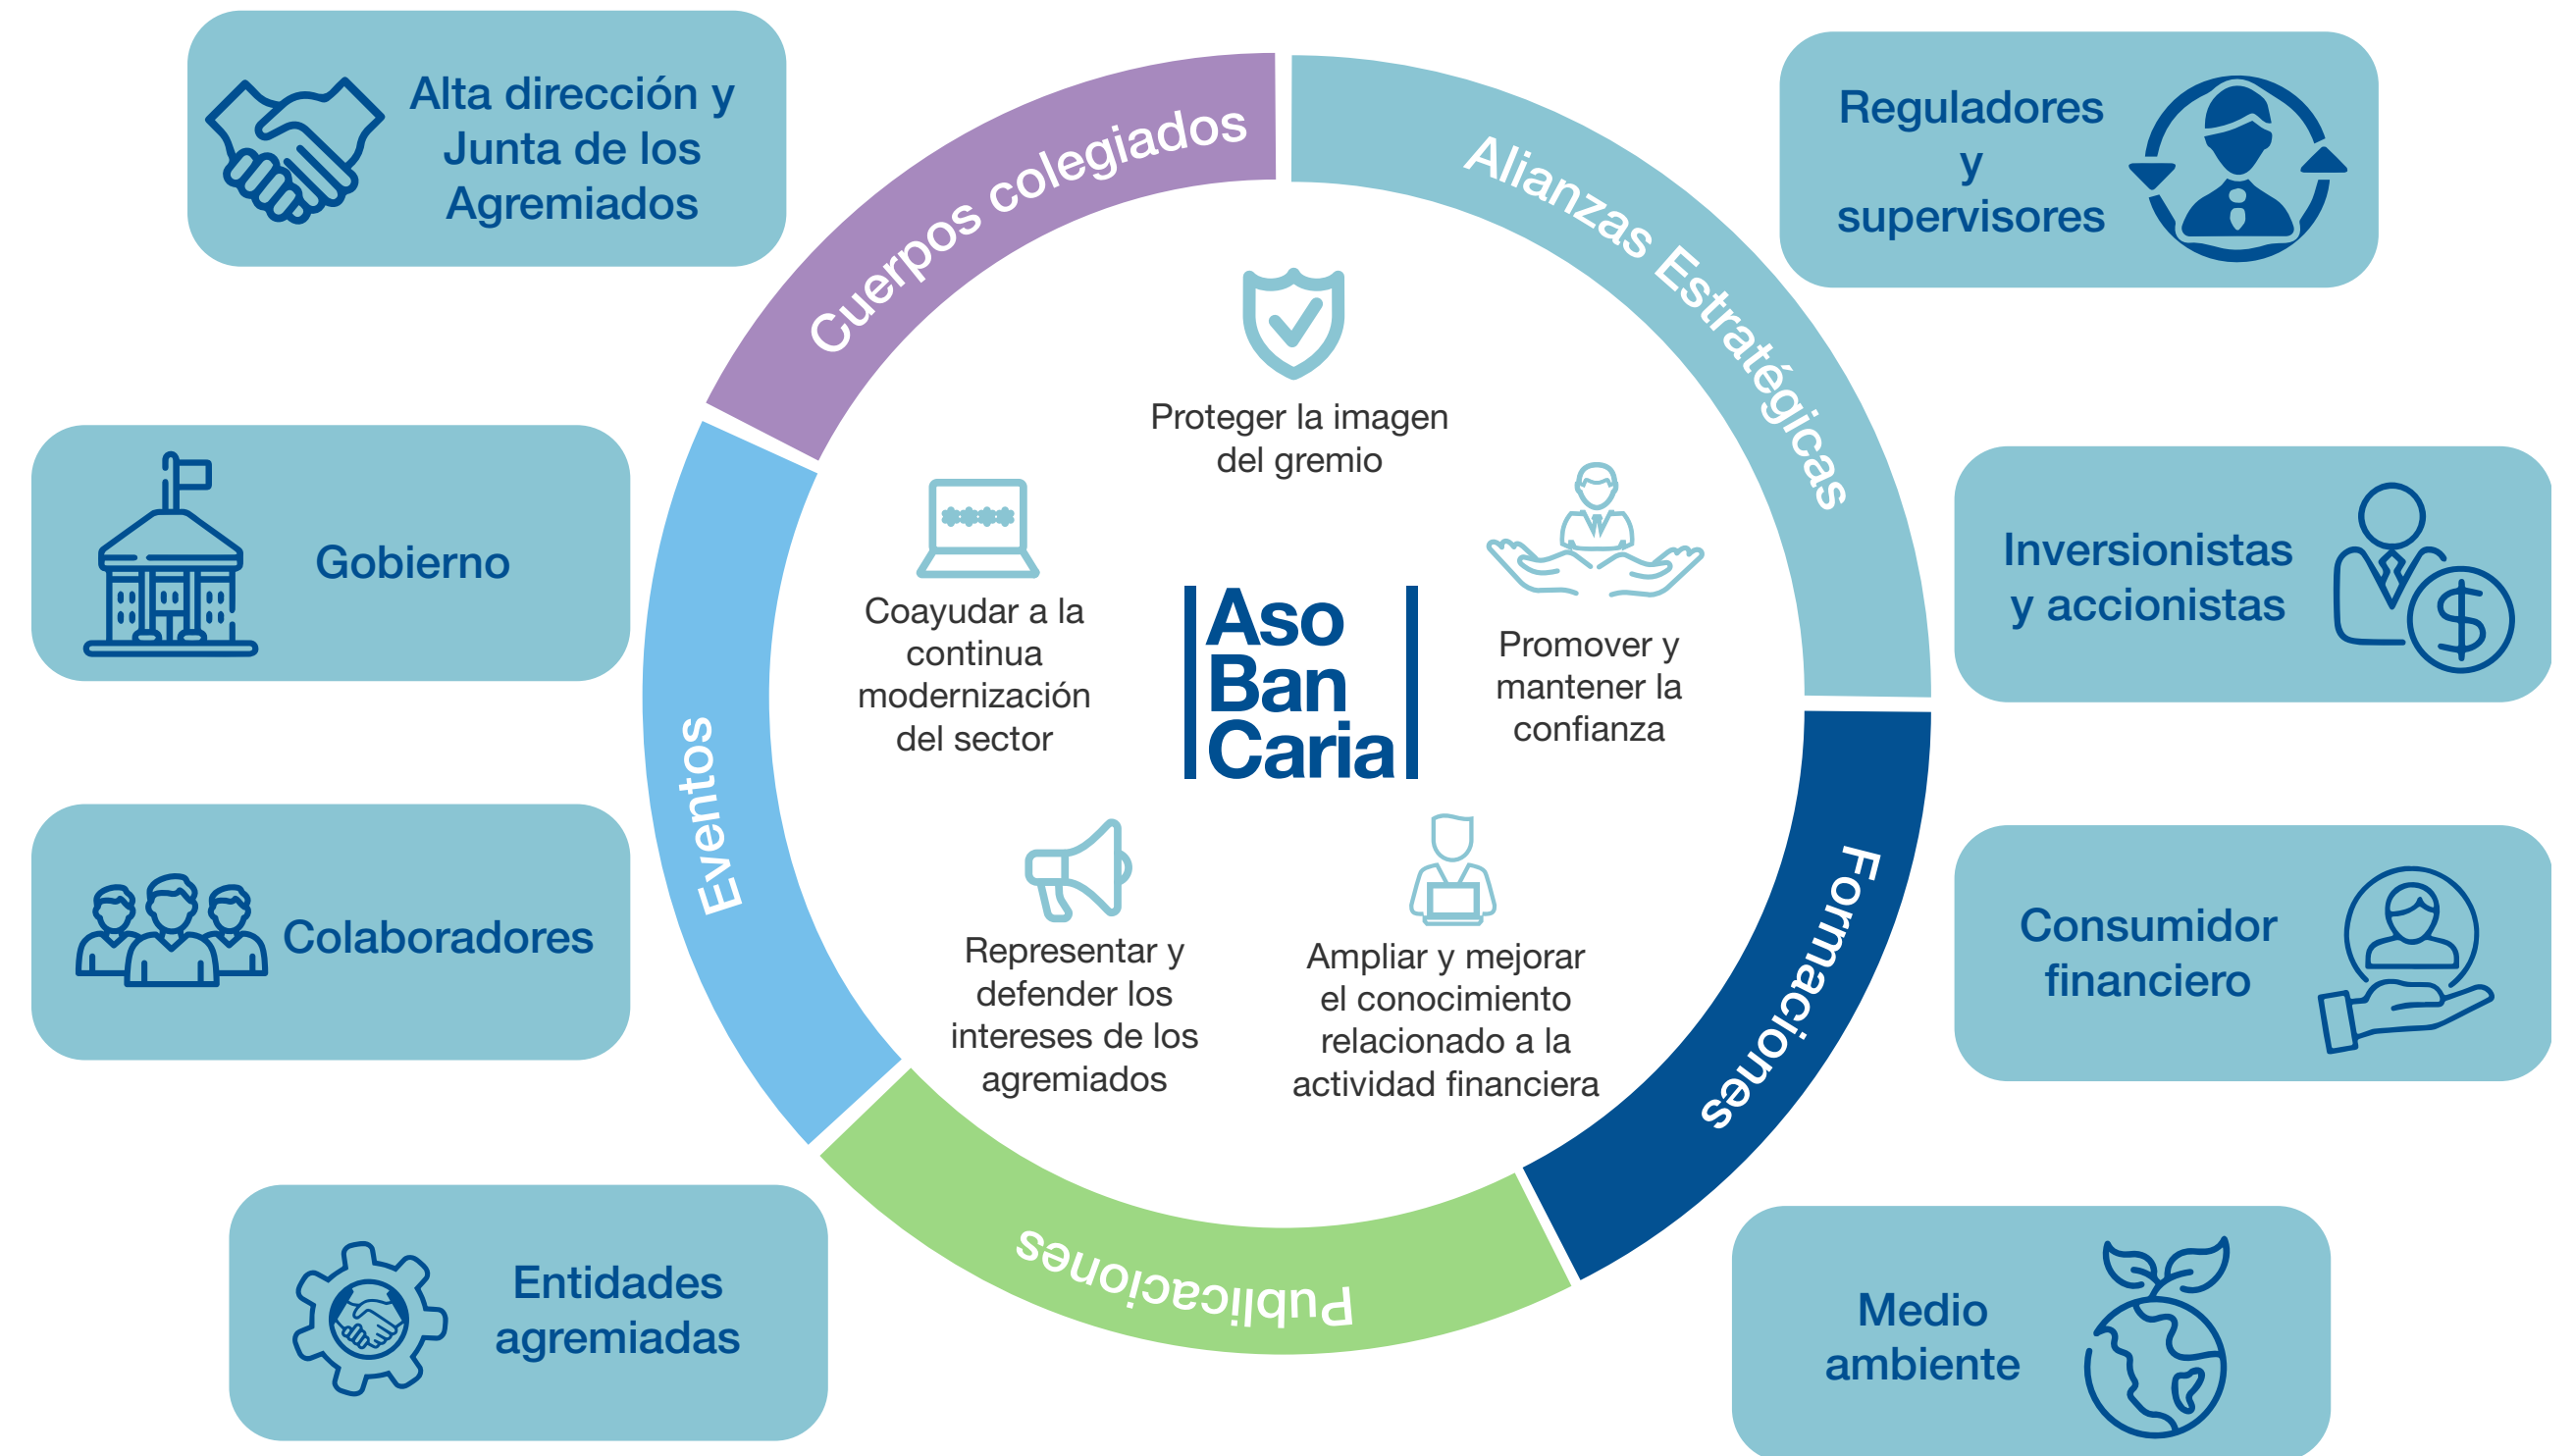 Alta dirección y
Junta de los
Agremiados
Gobierno
Colaboradores
Entidades
agremiadas
Cuerpos colegiados
Alianzas Estratégicas
Formaciones
Publicaciones
Eventos
Proteger la imagen
del gremio
Coayudar a la
continua
modernización
del sector
Aso
Ban
Caria
Promover y
mantener la
confianza
Representar y
defender los
intereses de los
agremiados
Ampliar y mejorar
el conocimiento
relacionado a la
actividad financiera
Reguladores
y
supervisores
Inversionistas
y accionistas
Consumidor
financiero
Medio
ambiente